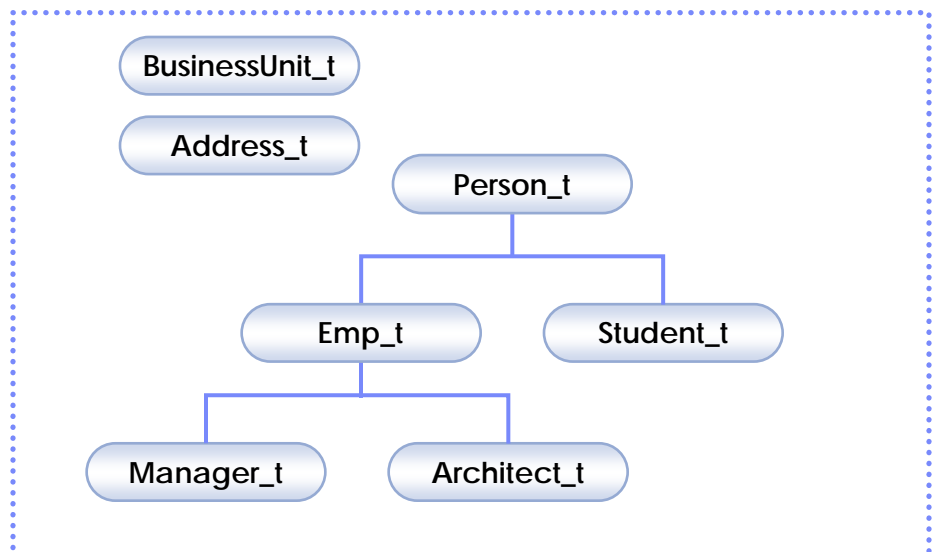 BusinessUnit_t
Address_t
Person_t
Emp_t
Student_t
Manager_t
Architect_t